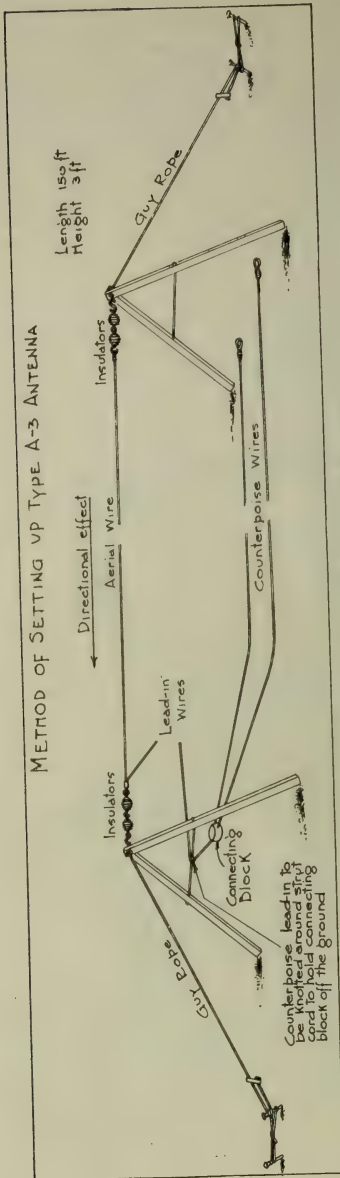 METHOD OF SETTING UP TYPE A-3 ANTENNA
Length 150 ft
Height 3 ft
Directional effect
Insulators
Aerial Wire
Insulators
Guy Rope
Guy Rope
Lead-in
Wires
Connecting
Block
Counterpoise Wires
Counterpoise lead-in to
be knotted around strut
cord to hold connecting
block off the ground